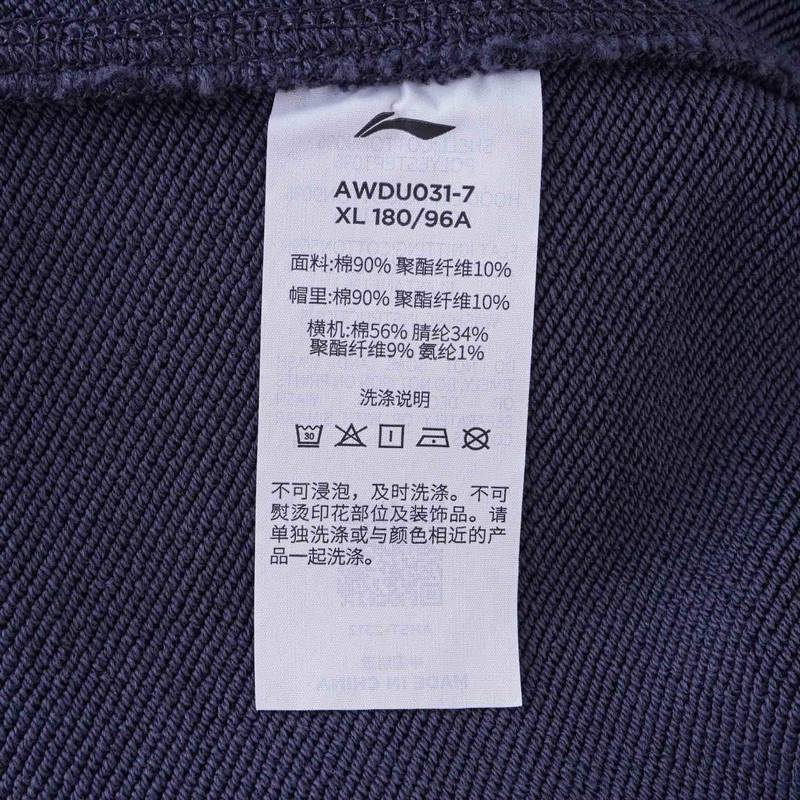 AWDU031-7
XL 180/96A
面料:棉90% 聚酯纤维10%
帽里:棉90% 聚酯纤维10%
横机:棉56% 腈纶34%
聚酯纤维9% 氨纶1%
洗涤说明
30
不可浸泡，及时洗涤。不可
熨烫印花部位及装饰品。请
单独洗涤或与颜色相近的产
品一起洗涤。
MADE IN CHINA